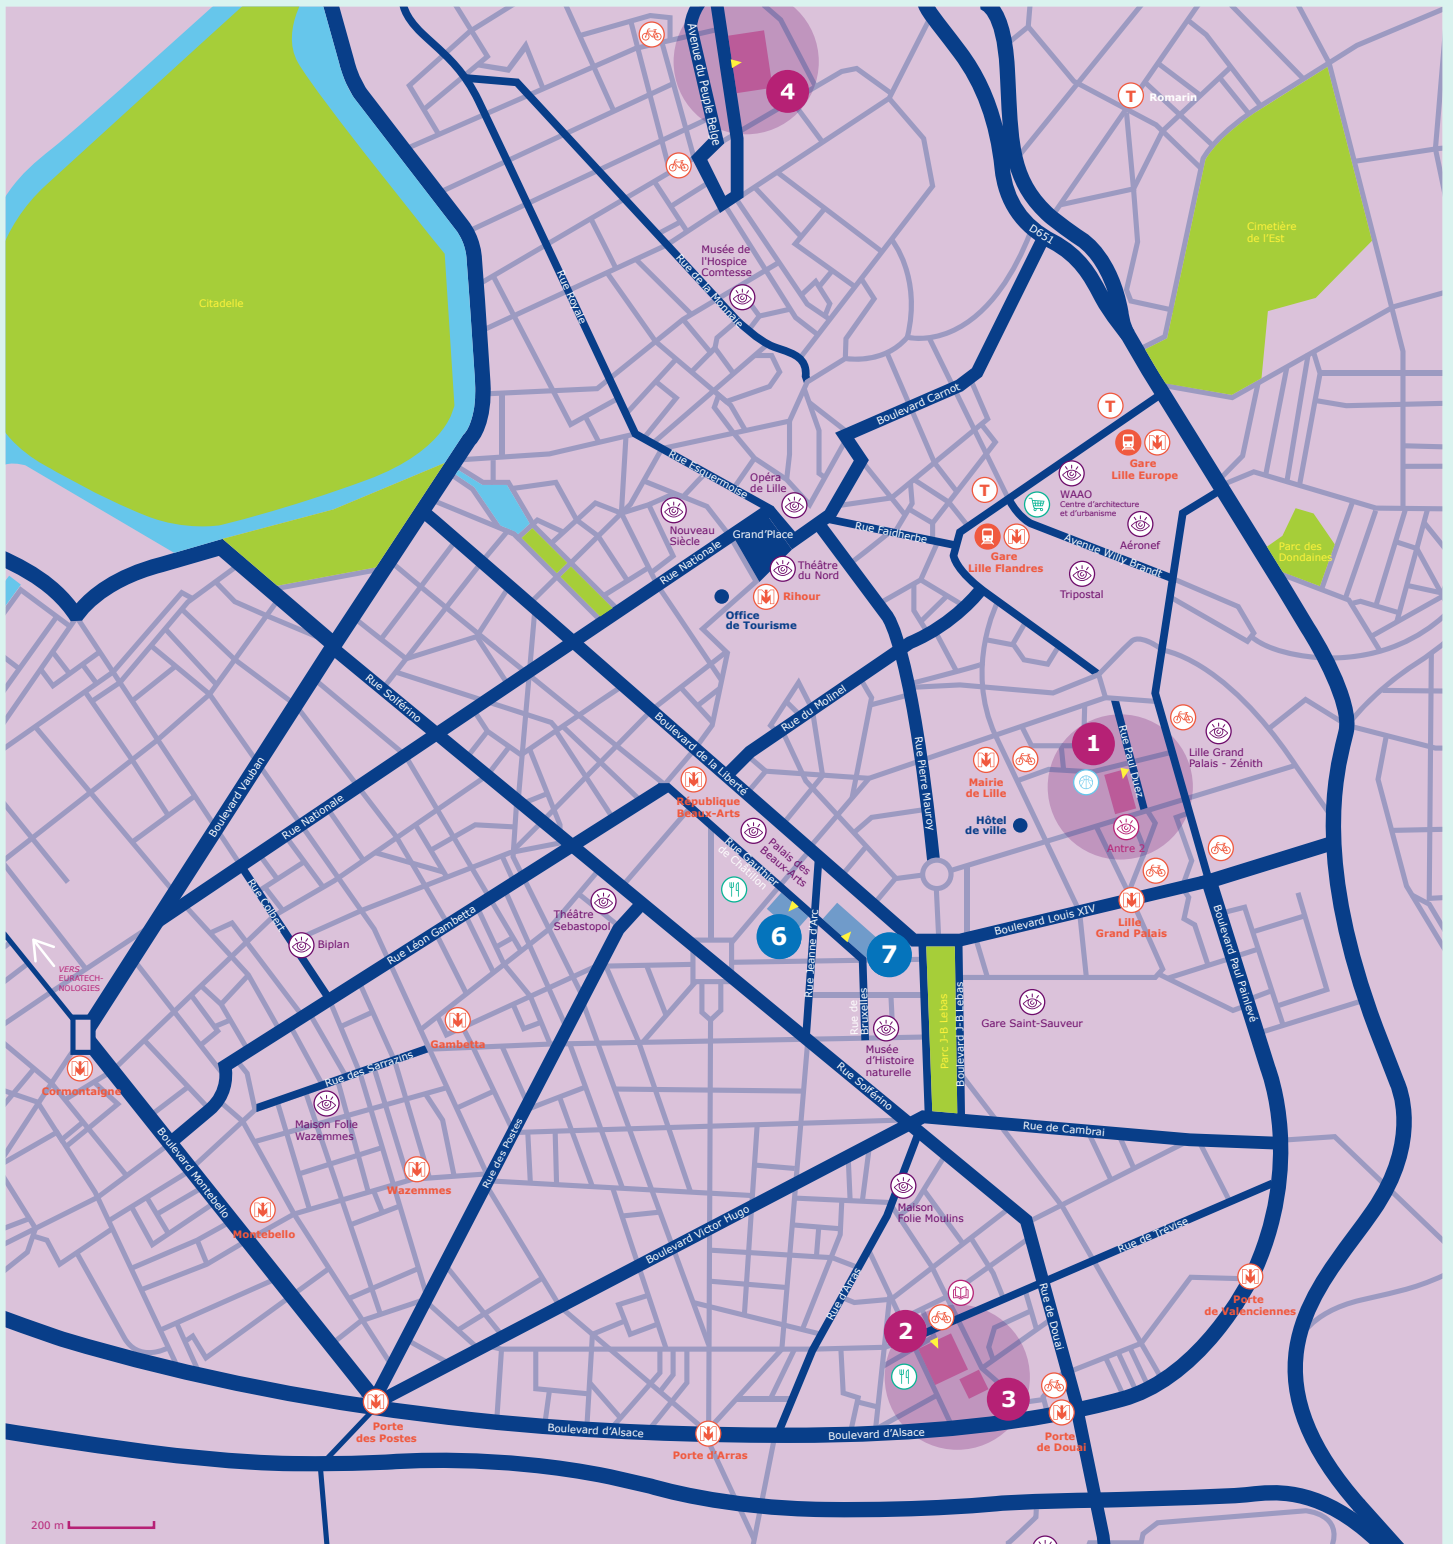 Avenue du Peuple Belge
4
T Romarin
D651
Cimetière
de l'Est
Musée de
l'Hospice
Comtesse
Rue de la Monnaie
Rue Royale
Citadelle
Boulevard Carnot
T
Gare
Lille Europe
Rue Esquermoise
Opéra
de Lille
T
WAAO
Centre d'architecture
et d'urbanisme
Nouveau
Siècle
Grand'Place
Rue Faidherbe
Aéronef
Rue Nationale
Théâtre
du Nord
Gare
Lille Flandres
Avenue Willy Brandt
Parc des
Dondaines
Rihour
Tripostal
Office
de Tourisme
Rue Solférino
Boulevard de la Liberté
Rue du Molinel
Rue Pierre Mauroy
1
Rue Paul Duez
Lille Grand
Palais - Zénith
Boulevard Vauban
Rue Nationale
République
Beaux-Arts
Mairie
de Lille
Hôtel
de ville
Antre 2
Palais des
Beaux-Arts
Rue Gauthier
de Châtillon
Rue Colbert
Rue Léon Gambetta
Théâtre
Sebastopol
Biplan
6
7
Rue Jeanne d'Arc
Boulevard Louis XIV
Lille
Grand Palais
Boulevard Paul Painlevé
VERS
EURATECH-
NOLOGIES
Rue de
Bruxelles
Parc J-B Lebas
Boulevard J-B Lebas
Gare Saint-Sauveur
Gambetta
Musée
d'Histoire
naturelle
Cormontaigne
Rue des Sarrazins
Rue Solférino
Maison Folie
Wazemmes
Rue de Cambrai
Boulevard Montebello
Rue des Postes
Wazemmes
Montebello
Maison
Folie Moulins
Boulevard Victor Hugo
Rue de Trévise
Rue d'Arras
Rue de Douai
Porte
de Valenciennes
2
3
Porte
des Postes
Boulevard d'Alsace
Boulevard d'Alsace
Porte d'Arras
Porte
de Douai
200 m